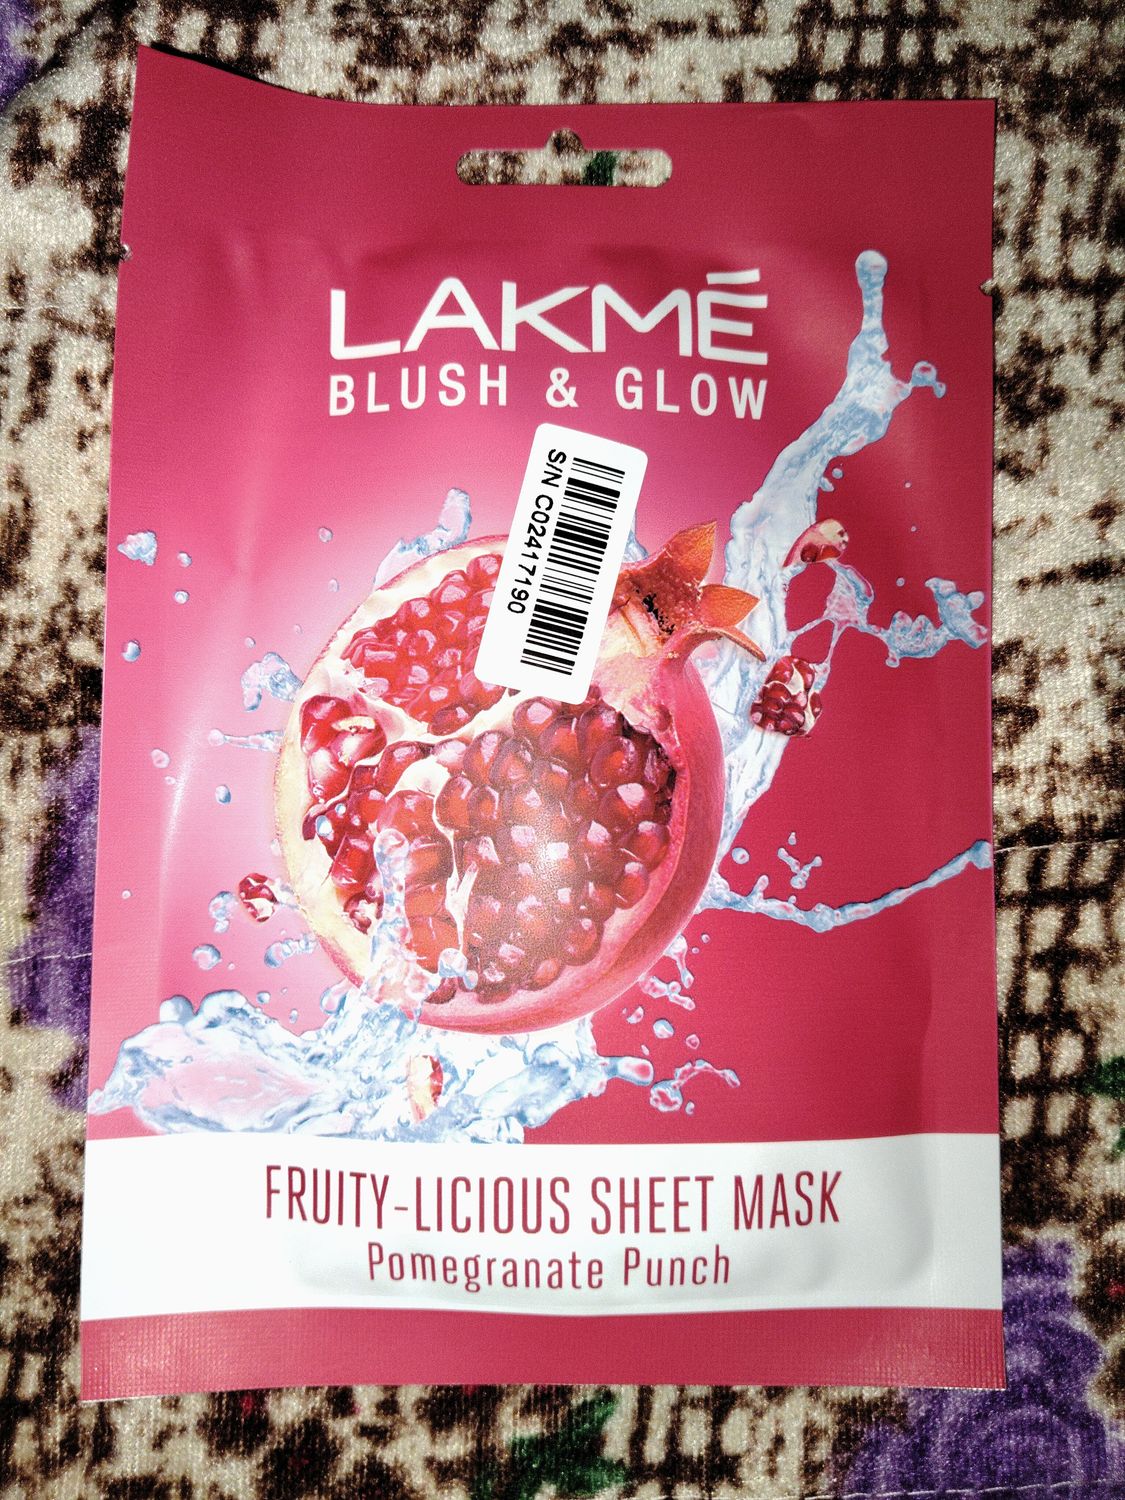 LAKMÉ
BLUSH & GLOW
S/N C02417190
FRUITY-LICIOUS SHEET MASK
Pomegranate Punch